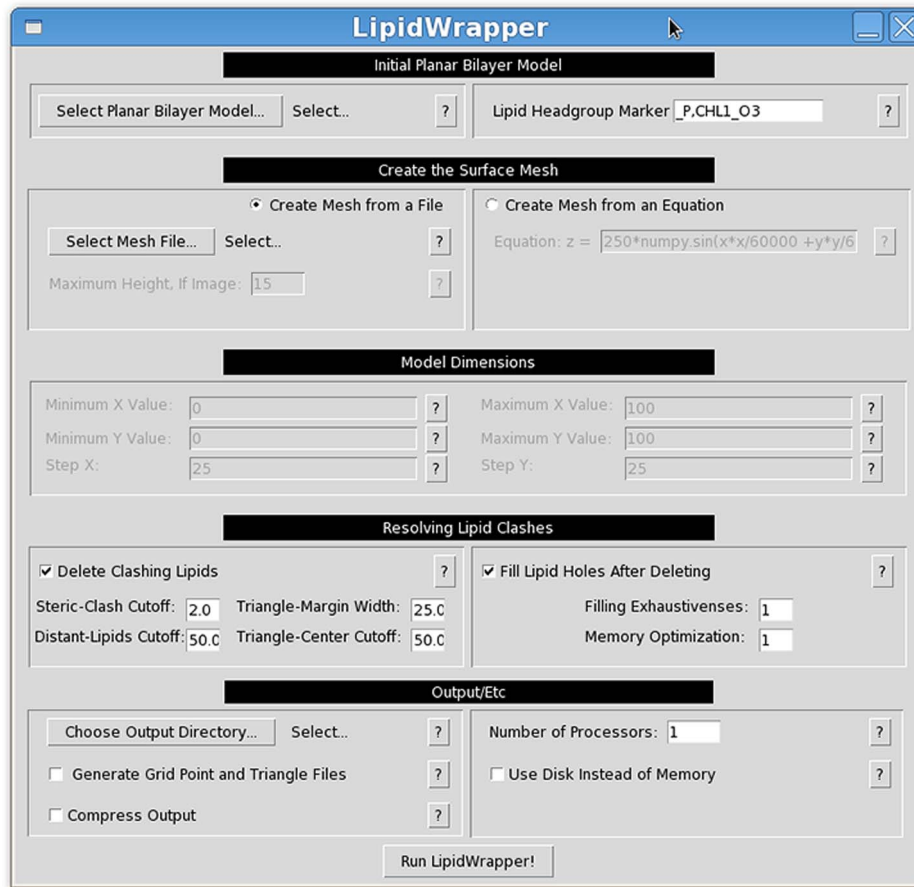 LipidWrapper
Initial Planar Bilayer Model
Select Planar Bilayer Model... Select... ? Lipid Headgroup Marker _P,CHL1_O3 ?
Create the Surface Mesh
Create Mesh from a File Create Mesh from an Equation
Select Mesh File... Select... ? Equation: z = 250*numpy.sin(x*x/60000 +y*y/6 ?
Maximum Height, If Image: 15 ?
Model Dimensions
Minimum X Value: 0 ? Maximum X Value: 100 ?
Minimum Y Value: 0 ? Maximum Y Value: 100 ?
Step X: 25 ? Step Y: 25 ?
Resolving Lipid Clashes
Delete Clashing Lipids ? Fill Lipid Holes After Deleting ?
Steric-Clash Cutoff: 2.0 Triangle-Margin Width: 25.0 Filling Exhaustivenses: 1
Distant-Lipids Cutoff: 50.0 Triangle-Center Cutoff: 50.0 Memory Optimization: 1
Output/Etc
Choose Output Directory... Select... ? Number of Processors: 1 ?
Generate Grid Point and Triangle Files ? Use Disk Instead of Memory ?
Compress Output ?
Run LipidWrapper!